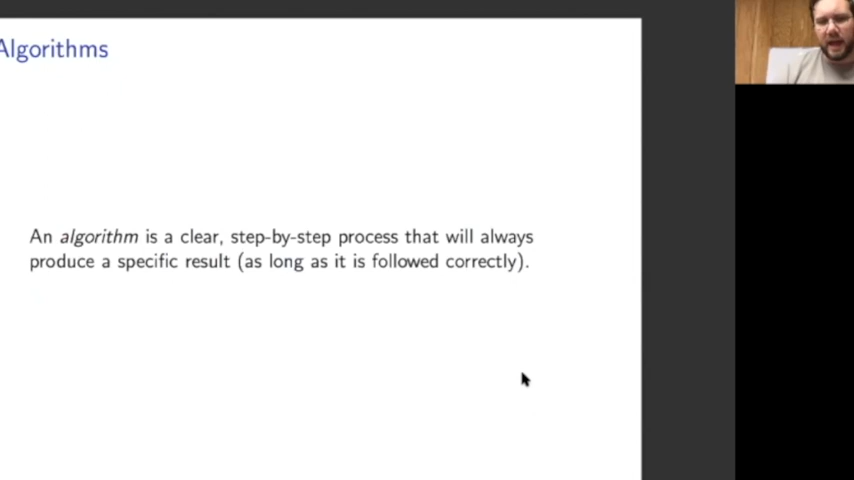 Algorithms
An algorithm is a clear, step-by-step process that will always
produce a specific result (as long as it is followed correctly).